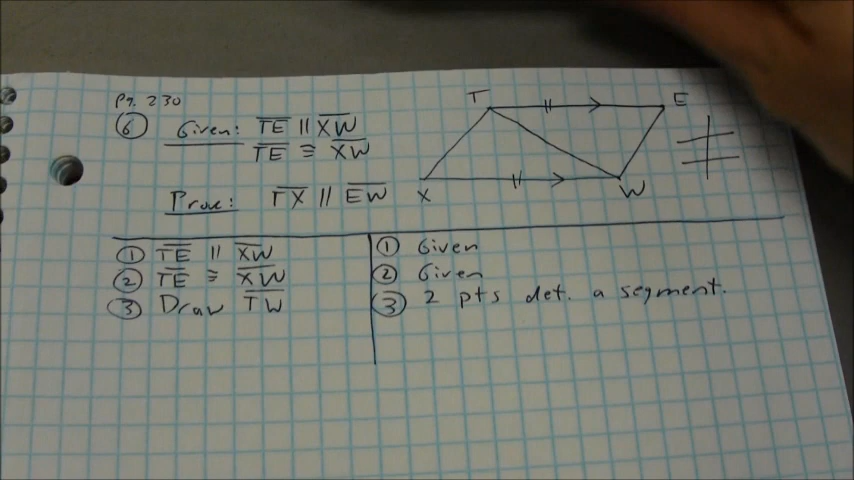 Pg. 230
⑥ Given: TE || XW
TE ≅ XW
Prove: TX || EW
T E
X W
① TE || XW ① Given
② TE ≅ XW ② Given
③ Draw TW ③ 2 pts det. a segment.